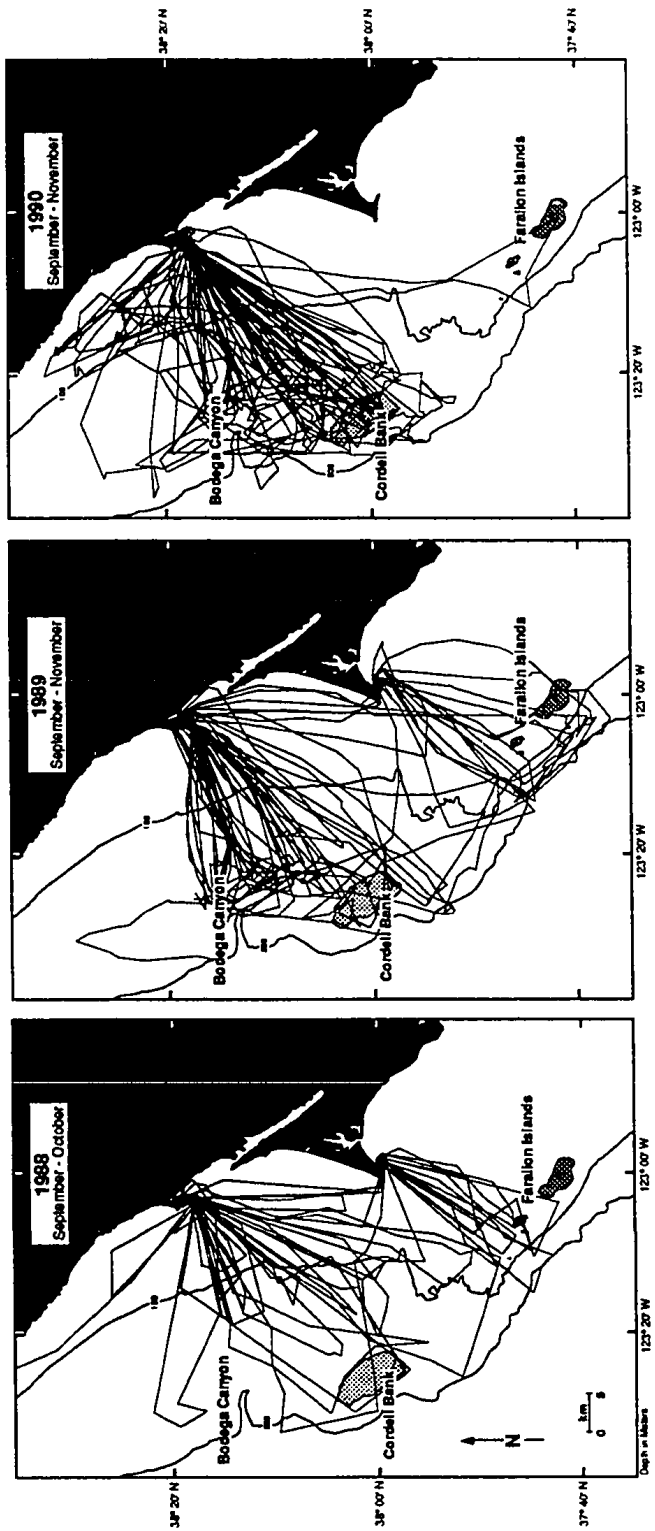 1988
September - October
Bodega Canyon
Cordell Bank
Farallon Islands
N
km
0 5
Depth in Meters
38° 20' N
38° 00' N
37° 40' N
123° 20' W
123° 00' W
1989
September - November
Bodega Canyon
Cordell Bank
Farallon Islands
123° 20' W
123° 00' W
1990
September - November
Bodega Canyon
Cordell Bank
Farallon Islands
38° 20' N
38° 00' N
37° 40' N
123° 20' W
123° 00' W